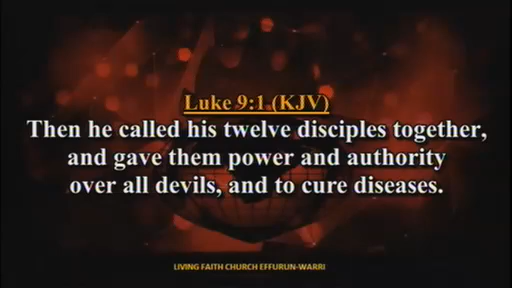 Luke 9:1 (KJV)
Then he called his twelve disciples together,
and gave them power and authority
over all devils, and to cure diseases.
LIVING FAITH CHURCH EFFURUN-WARRI